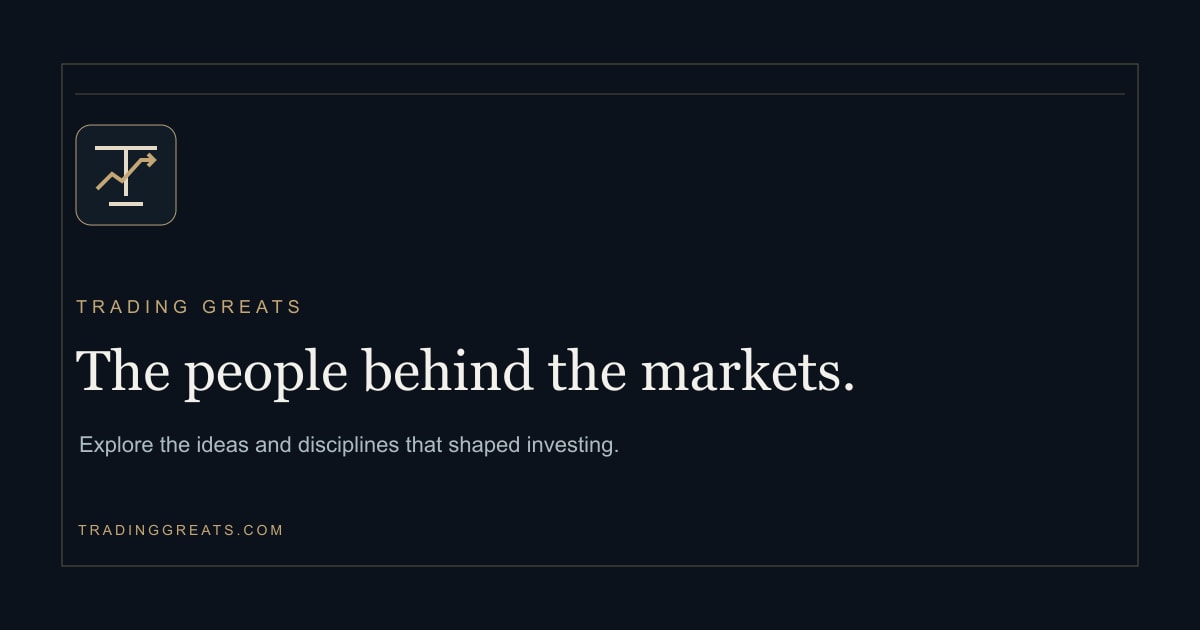 TRADING GREATS
The people behind the markets.
Explore the ideas and disciplines that shaped investing.
TRADINGGREATS.COM